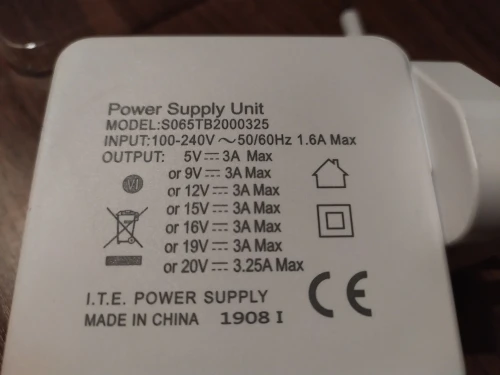 Power Supply Unit
MODEL:S065TB2000325
INPUT:100-240V ~ 50/60Hz 1.6A Max
OUTPUT: 5V ⎓ 3A Max
or 9V ⎓ 3A Max
or 12V ⎓ 3A Max
or 15V ⎓ 3A Max
or 16V ⎓ 3A Max
or 19V ⎓ 3A Max
or 20V ⎓ 3.25A Max
VI
I.T.E. POWER SUPPLY
MADE IN CHINA 1908 I
CE